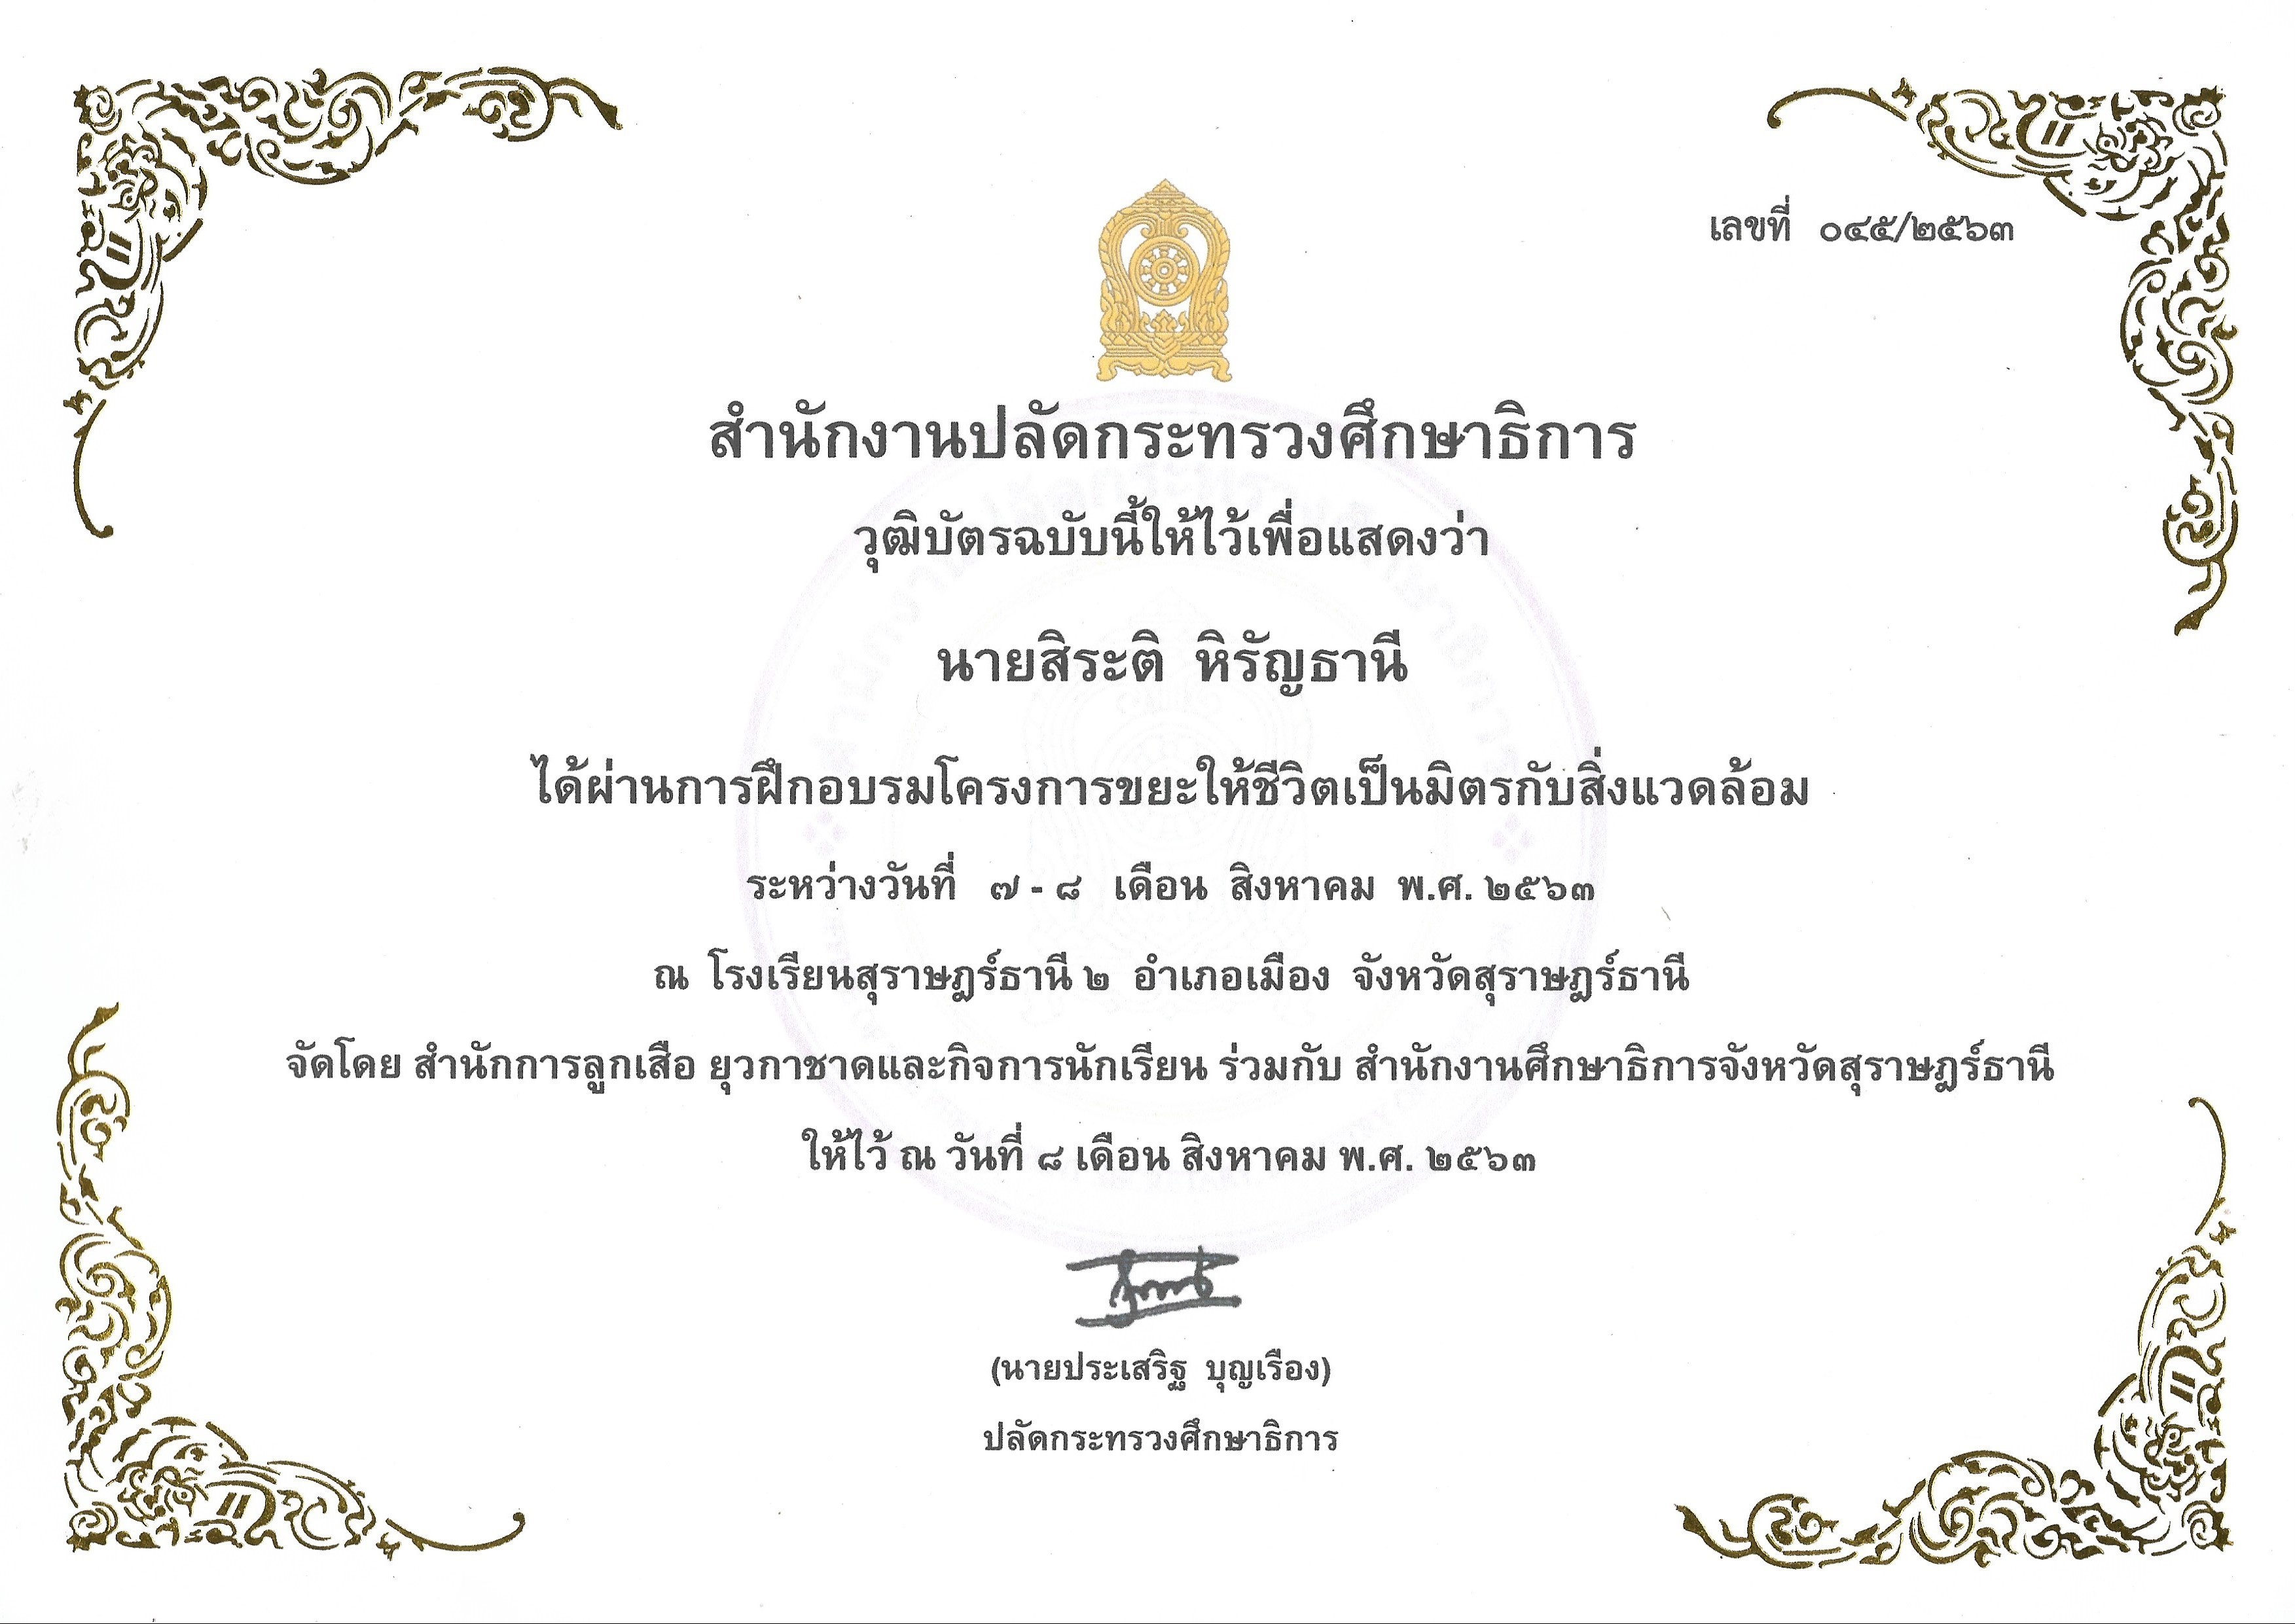 เลขที่ ๐๔๕/๒๕๖๓
สำนักงานปลัดกระทรวงศึกษาธิการ
วุฒิบัตรฉบับนี้ให้ไว้เพื่อแสดงว่า
นายสิระติ หิรัญธานี
ได้ผ่านการฝึกอบรมโครงการขยะให้ชีวิตเป็นมิตรกับสิ่งแวดล้อม
ระหว่างวันที่ ๗ - ๘ เดือน สิงหาคม พ.ศ. ๒๕๖๓
ณ โรงเรียนสุราษฎร์ธานี ๒ อำเภอเมือง จังหวัดสุราษฎร์ธานี
จัดโดย สำนักการลูกเสือ ยุวกาชาดและกิจการนักเรียน ร่วมกับ สำนักงานศึกษาธิการจังหวัดสุราษฎร์ธานี
ให้ไว้ ณ วันที่ ๘ เดือน สิงหาคม พ.ศ. ๒๕๖๓
(นายประเสริฐ บุญเรือง)
ปลัดกระทรวงศึกษาธิการ